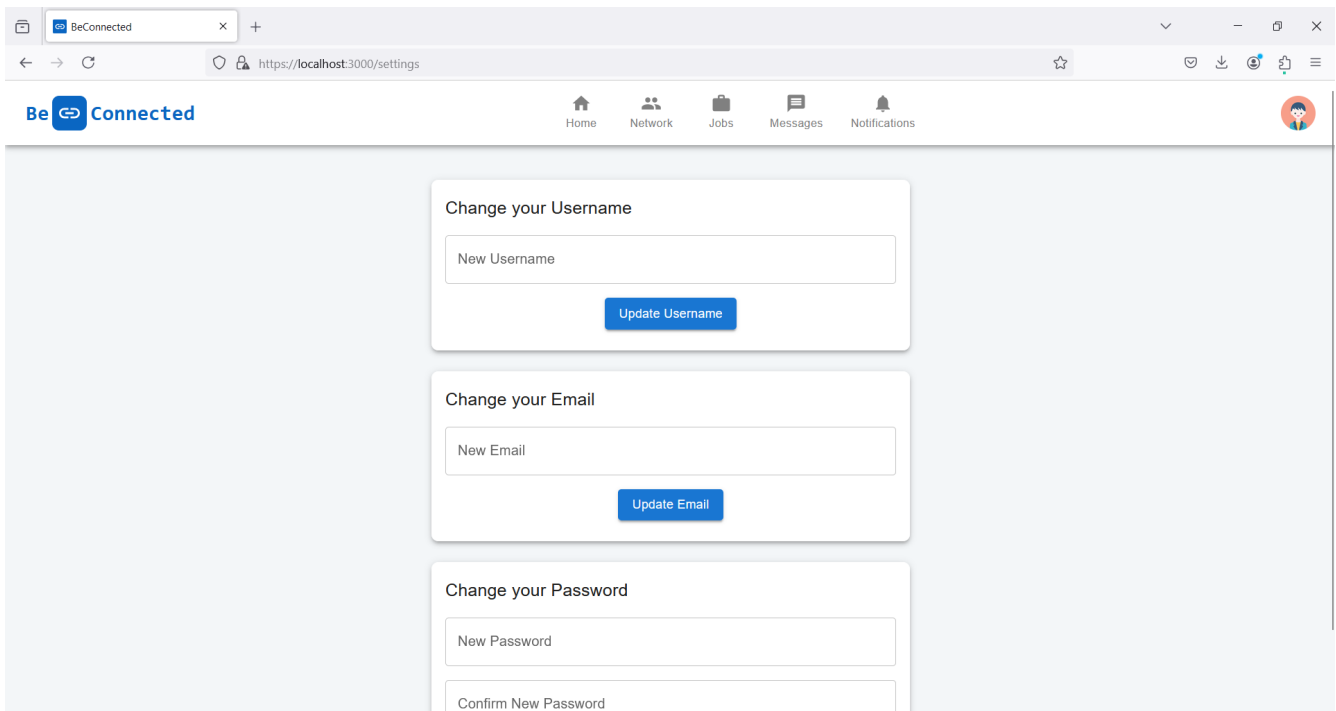 BeConnected
https://localhost:3000/settings
Be Connected
Home Network Jobs Messages Notifications
Change your Username
New Username
Update Username
Change your Email
New Email
Update Email
Change your Password
New Password
Confirm New Password